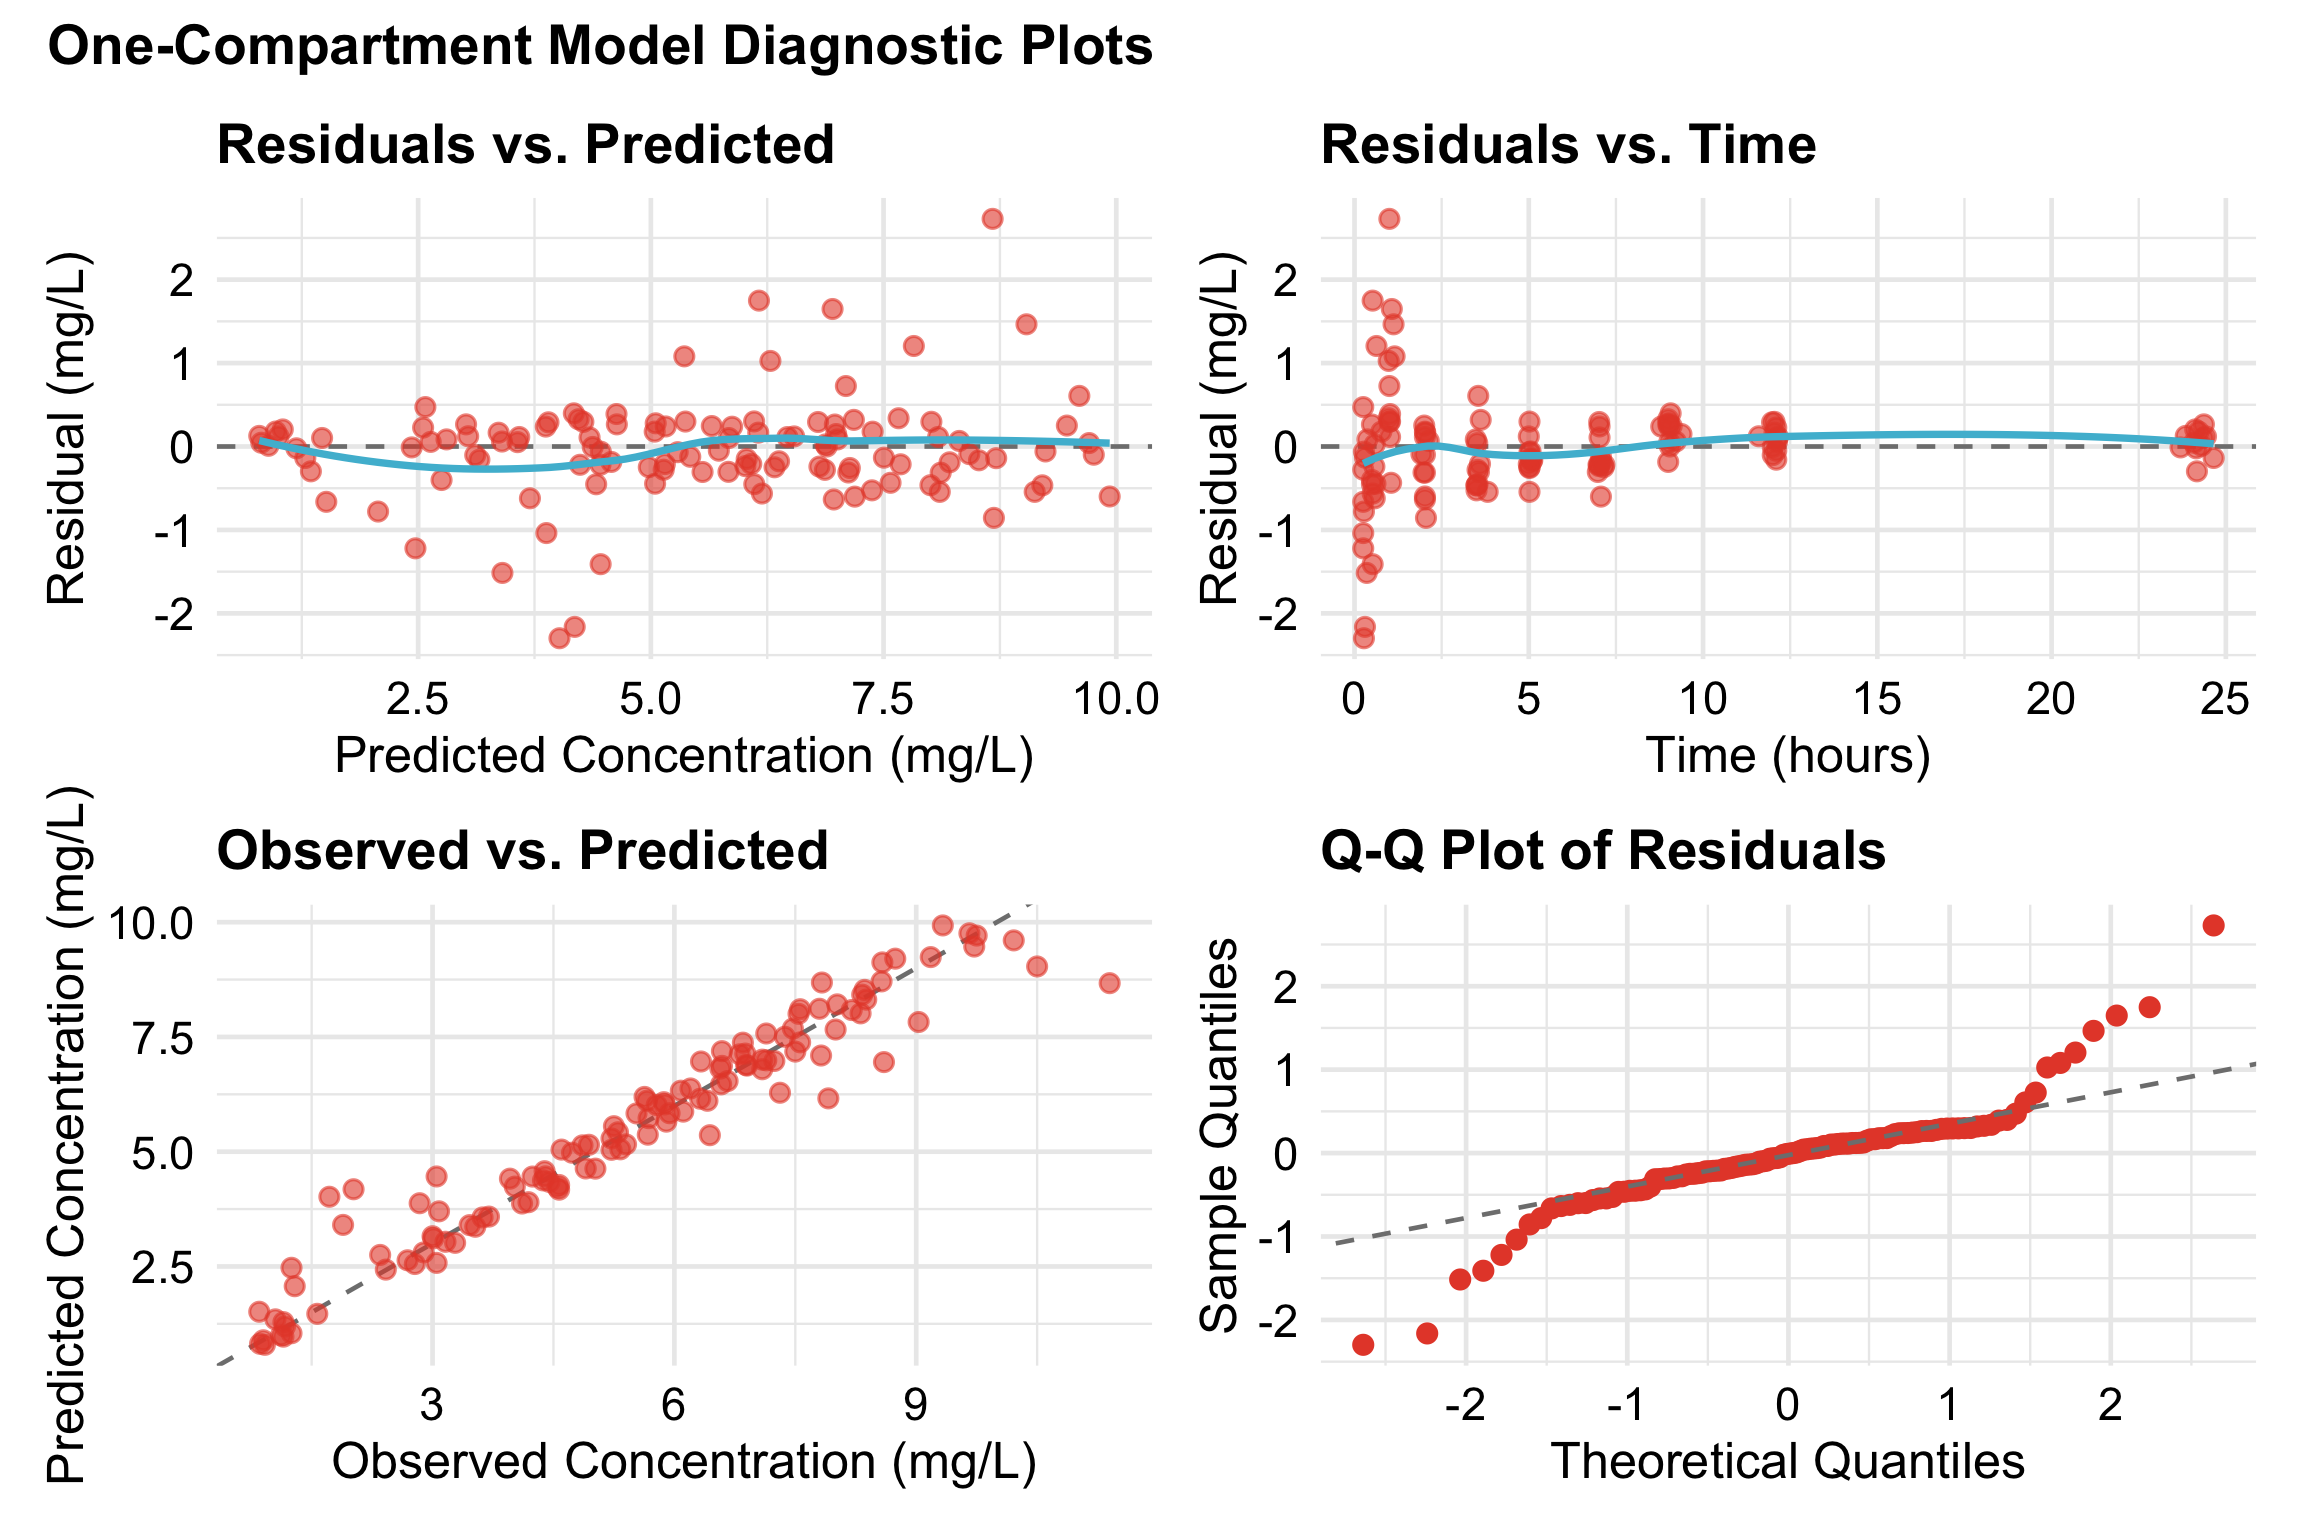 One-Compartment Model Diagnostic Plots
Residuals vs. Predicted
Residual (mg/L)
2
1
0
-1
-2
2.5 5.0 7.5 10.0
Predicted Concentration (mg/L)
Residuals vs. Time
Residual (mg/L)
2
1
0
-1
-2
0 5 10 15 20 25
Time (hours)
Observed vs. Predicted
Predicted Concentration (mg/L)
10.0
7.5
5.0
2.5
3 6 9
Observed Concentration (mg/L)
Q-Q Plot of Residuals
Sample Quantiles
2
1
0
-1
-2
-2 -1 0 1 2
Theoretical Quantiles